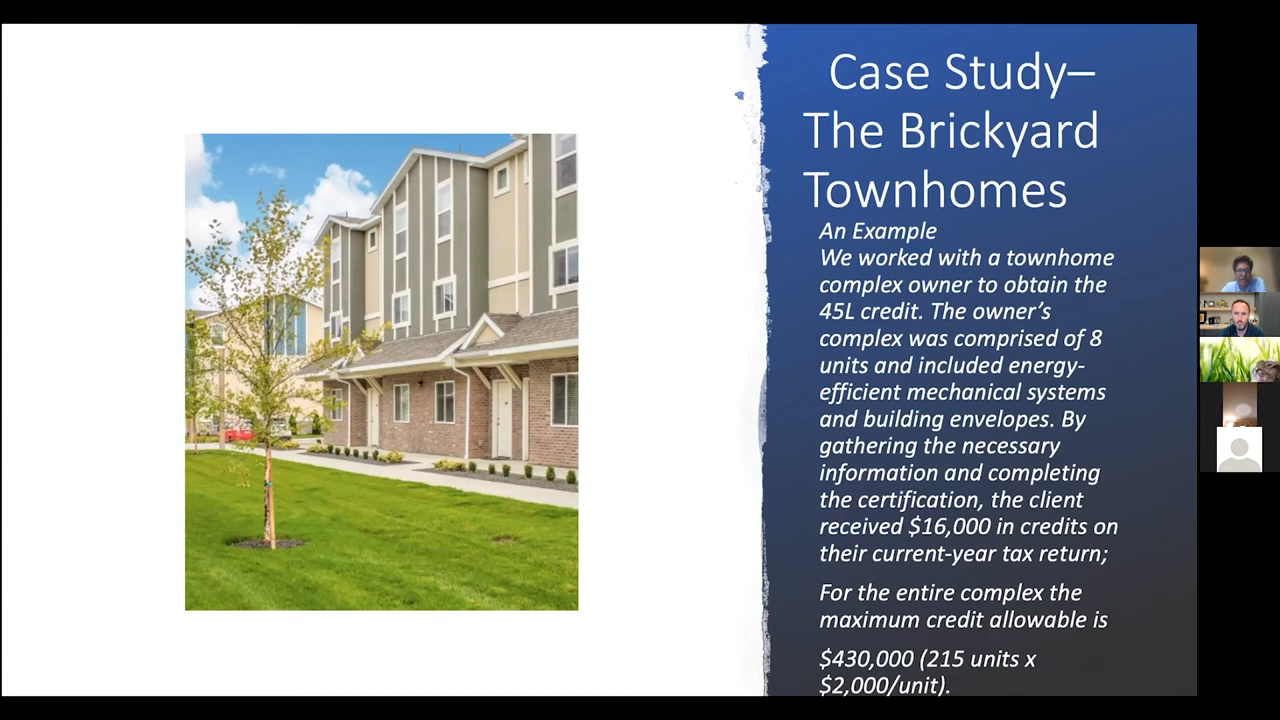 Case Study–
The Brickyard
Townhomes
An Example
We worked with a townhome
complex owner to obtain the
45L credit. The owner’s
complex was comprised of 8
units and included energy-
efficient mechanical systems
and building envelopes. By
gathering the necessary
information and completing
the certification, the client
received $16,000 in credits on
their current-year tax return;
For the entire complex the
maximum credit allowable is
$430,000 (215 units x
$2,000/unit).